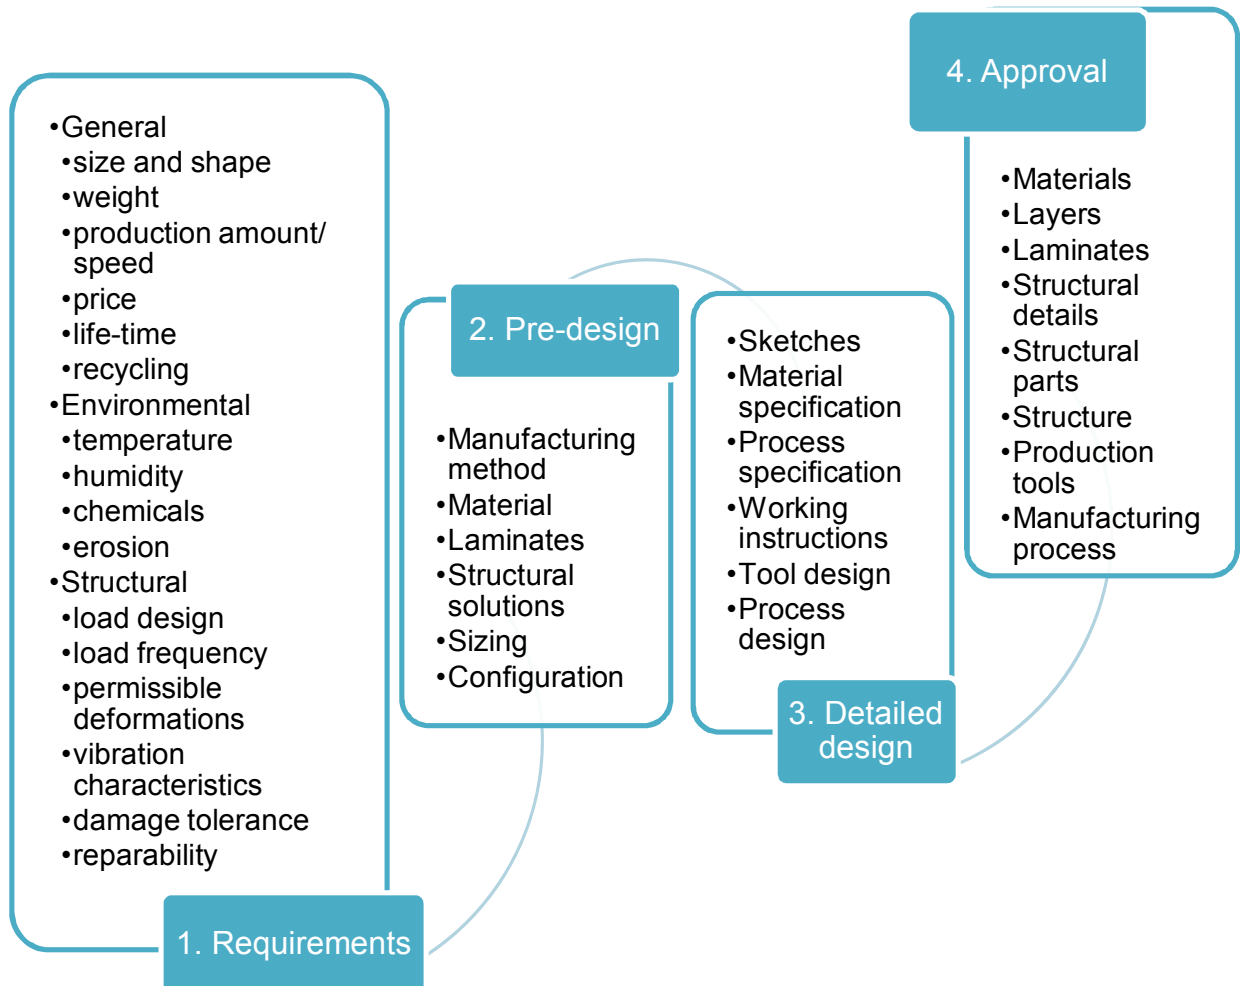 •General
•size and shape
•weight
•production amount/
speed
•price
•life-time
•recycling
•Environmental
•temperature
•humidity
•chemicals
•erosion
•Structural
•load design
•load frequency
•permissible
deformations
•vibration
characteristics
•damage tolerance
•reparability
1. Requirements
2. Pre-design
•Manufacturing
method
•Material
•Laminates
•Structural
solutions
•Sizing
•Configuration
•Sketches
•Material
specification
•Process
specification
•Working
instructions
•Tool design
•Process
design
3. Detailed
design
4. Approval
•Materials
•Layers
•Laminates
•Structural
details
•Structural
parts
•Structure
•Production
tools
•Manufacturing
process